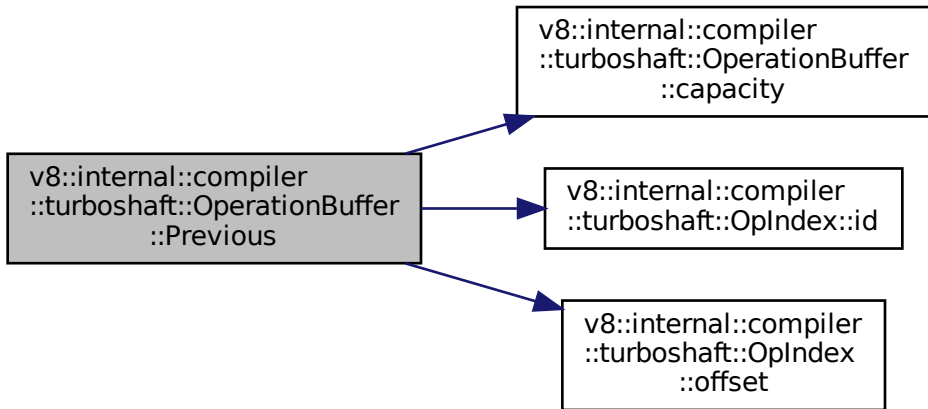 v8::internal::compiler
::turboshaft::OperationBuffer
::Previous
v8::internal::compiler
::turboshaft::OperationBuffer
::capacity
v8::internal::compiler
::turboshaft::OpIndex::id
v8::internal::compiler
::turboshaft::OpIndex
::offset